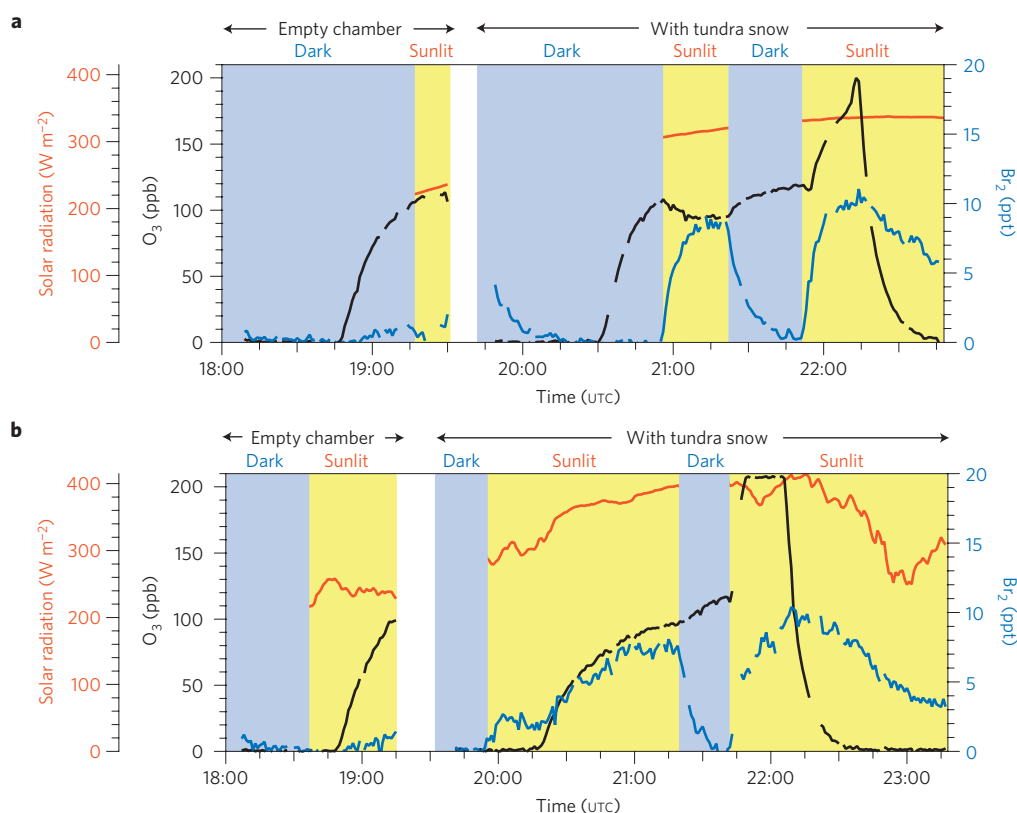 a
Empty chamber
With tundra snow
Dark
Sunlit
Dark
Sunlit
Dark
Sunlit
400
300
200
100
0
Solar radiation (W m⁻²)
200
150
100
50
0
O₃ (ppb)
20
15
10
5
0
Br₂ (ppt)
18:00
19:00
20:00
21:00
22:00
Time (UTC)
b
Empty chamber
With tundra snow
Dark
Sunlit
Dark
Sunlit
Dark
Sunlit
400
300
200
100
0
Solar radiation (W m⁻²)
200
150
100
50
0
O₃ (ppb)
20
15
10
5
0
Br₂ (ppt)
18:00
19:00
20:00
21:00
22:00
23:00
Time (UTC)